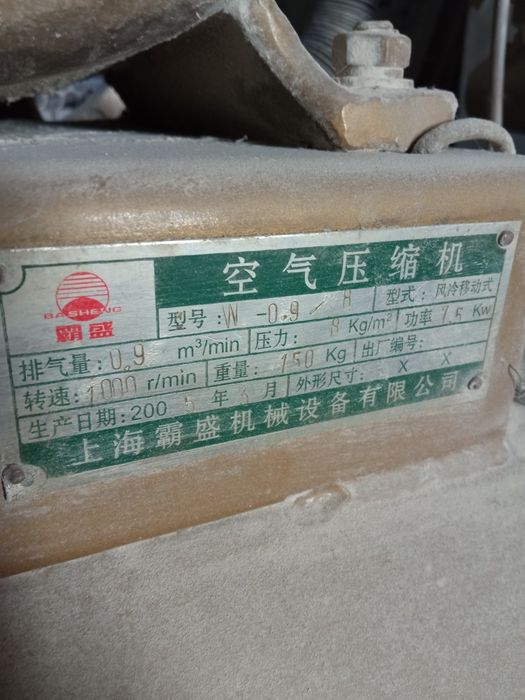 空气压缩机
BASHENG
霸盛
型号: W-0.9/8 型式: 风冷移动式
排气量: 0.9 m³/min 压力: 8 Kg/m² 功率 7.5 Kw
转速: 1000 r/min 重量: 150 Kg 出厂编号:
生产日期: 200 5 年 月 外形尺寸: X X
上海霸盛机械设备有限公司